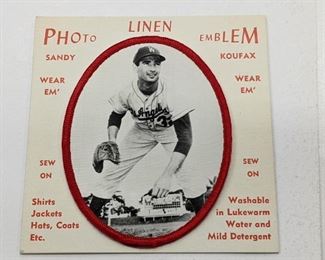 LINEN
PHOTO EMBLEM
SANDY KOUFAX
WEAR EM' WEAR EM'
SEW ON SEW ON
Shirts
Jackets
Hats, Coats
Etc.
Washable
in Lukewarm
Water and
Mild Detergent